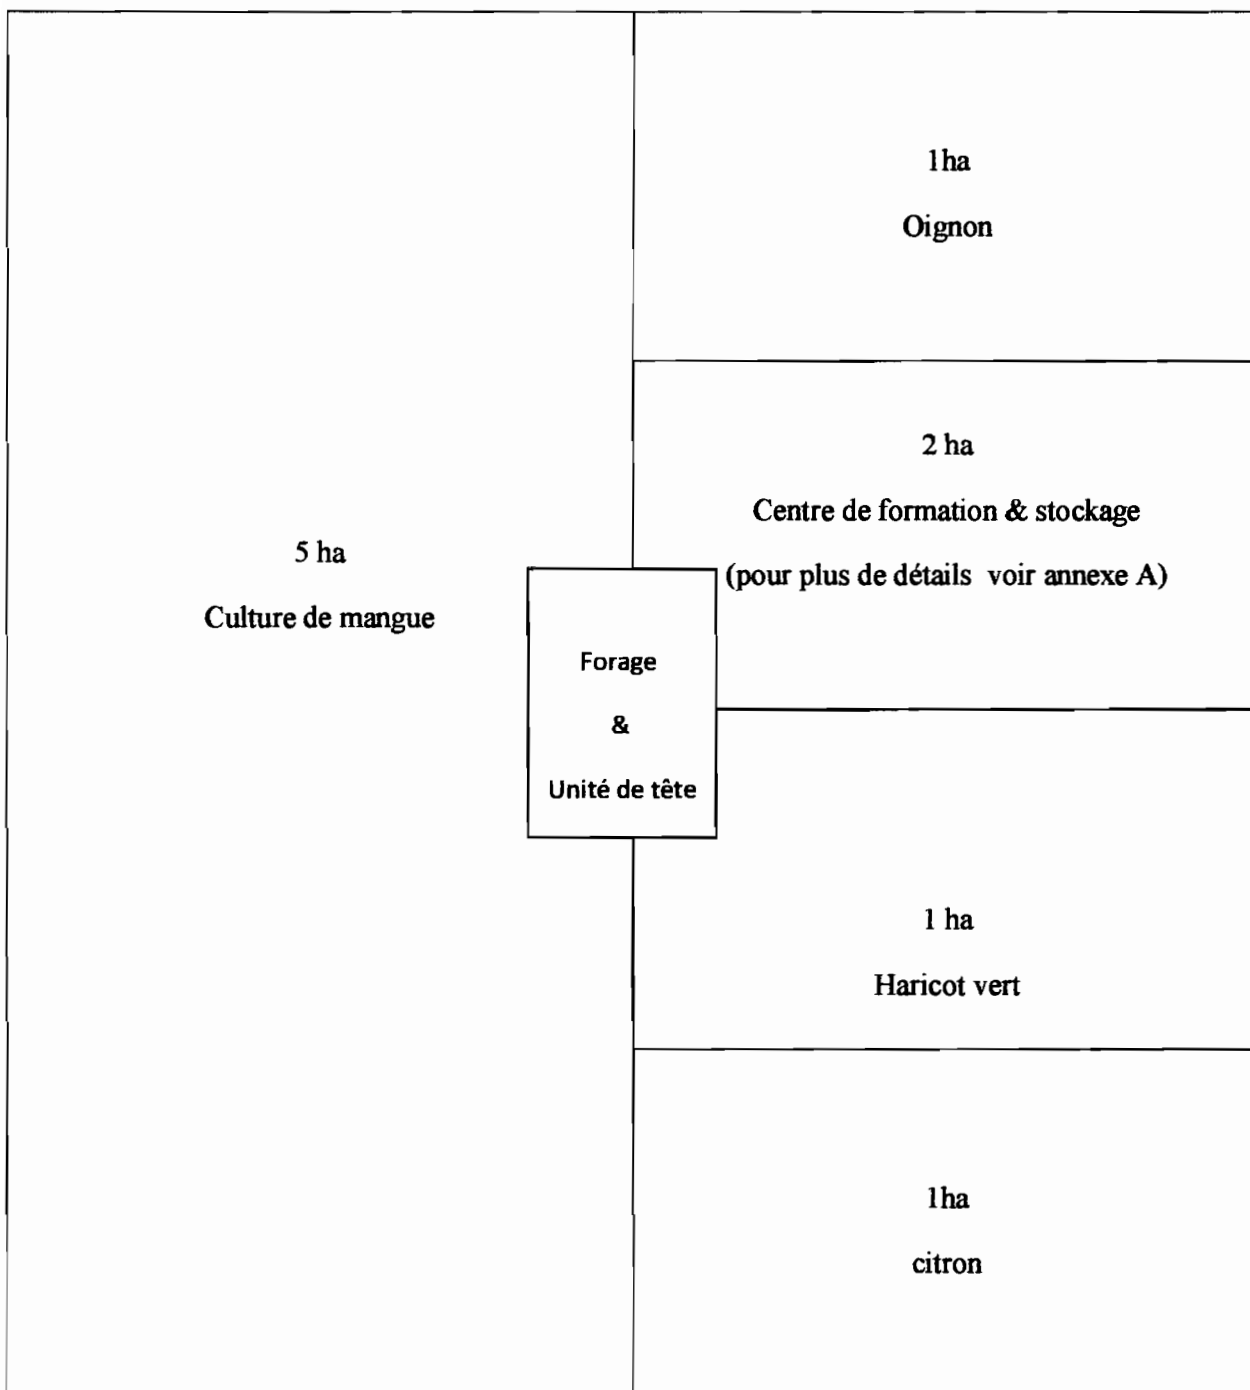 5 ha
Culture de mangue
1ha
Oignon
2 ha
Centre de formation & stockage
(pour plus de détails voir annexe A)
Forage
&
Unité de tête
1 ha
Haricot vert
1ha
citron